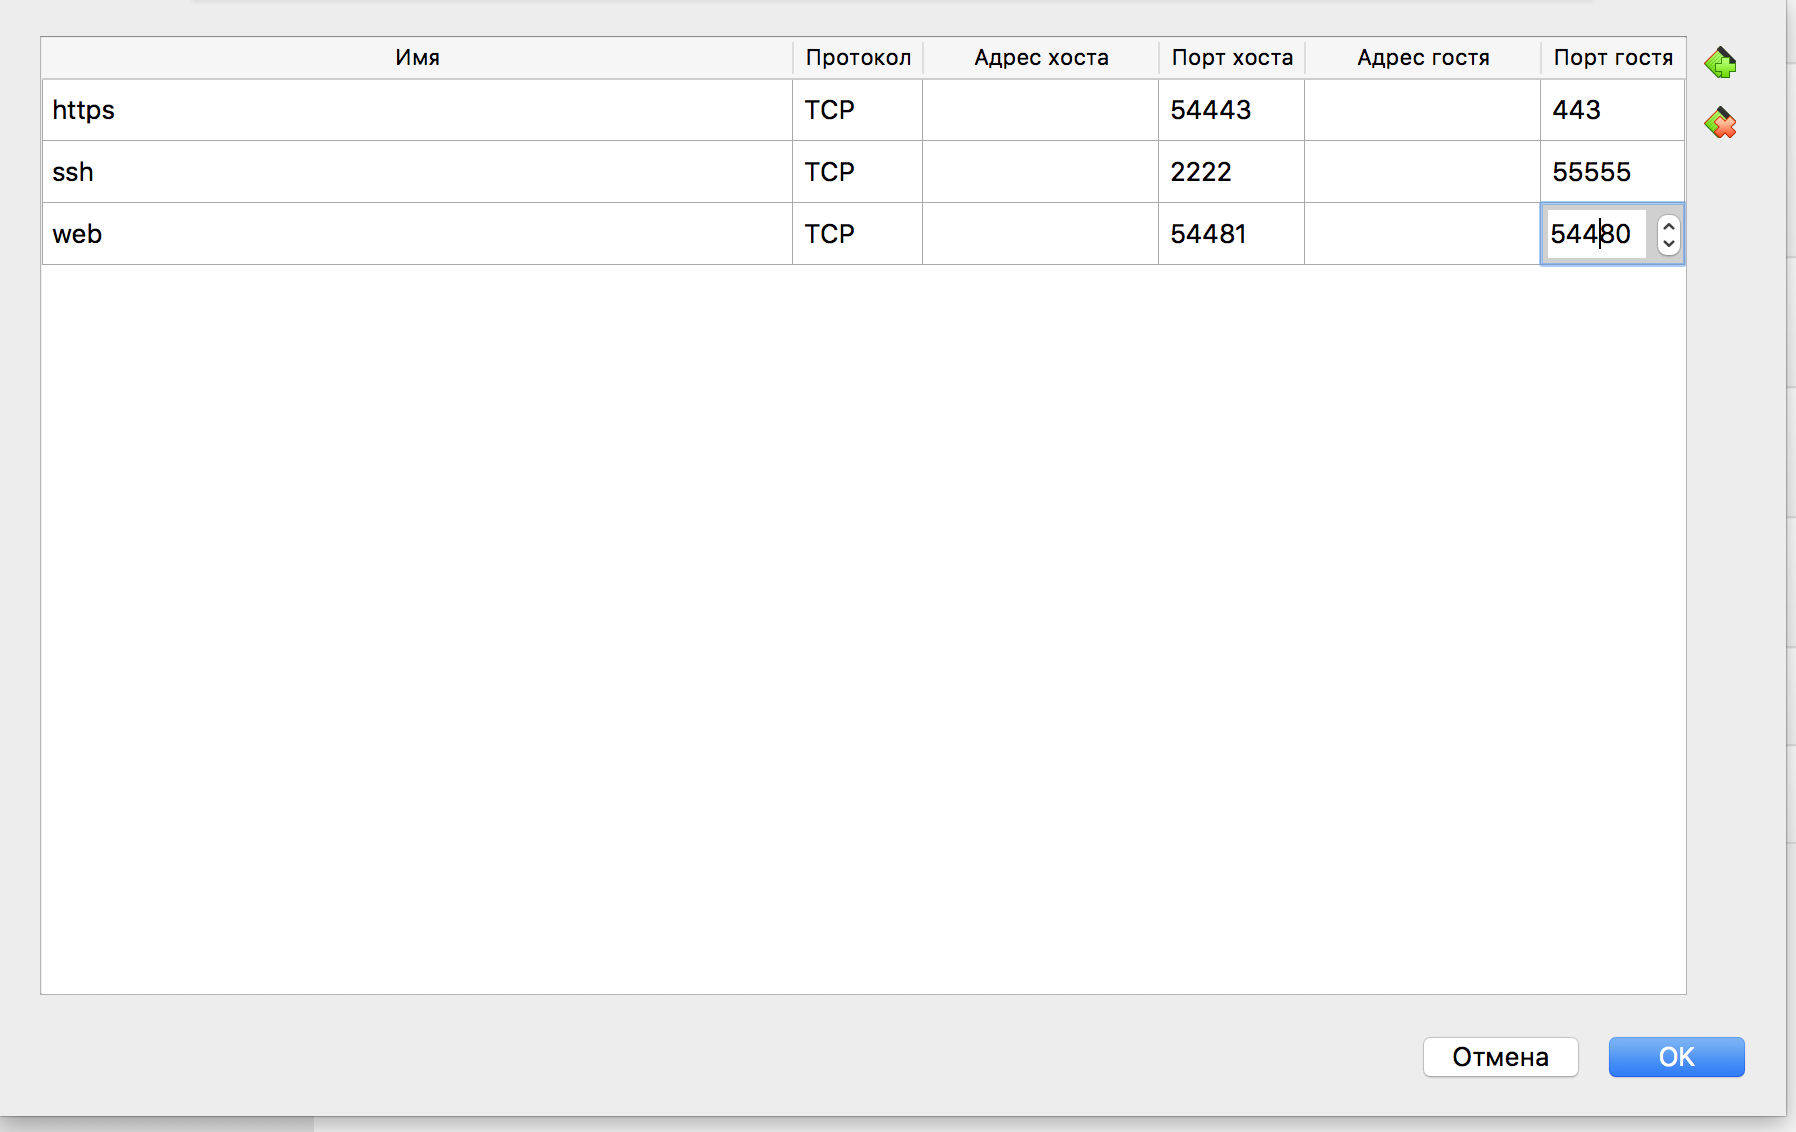 Имя Протокол Адрес хоста Порт хоста Адрес гостя Порт гостя
https TCP 54443 443
ssh TCP 2222 55555
web TCP 54481 54480
Отмена OK